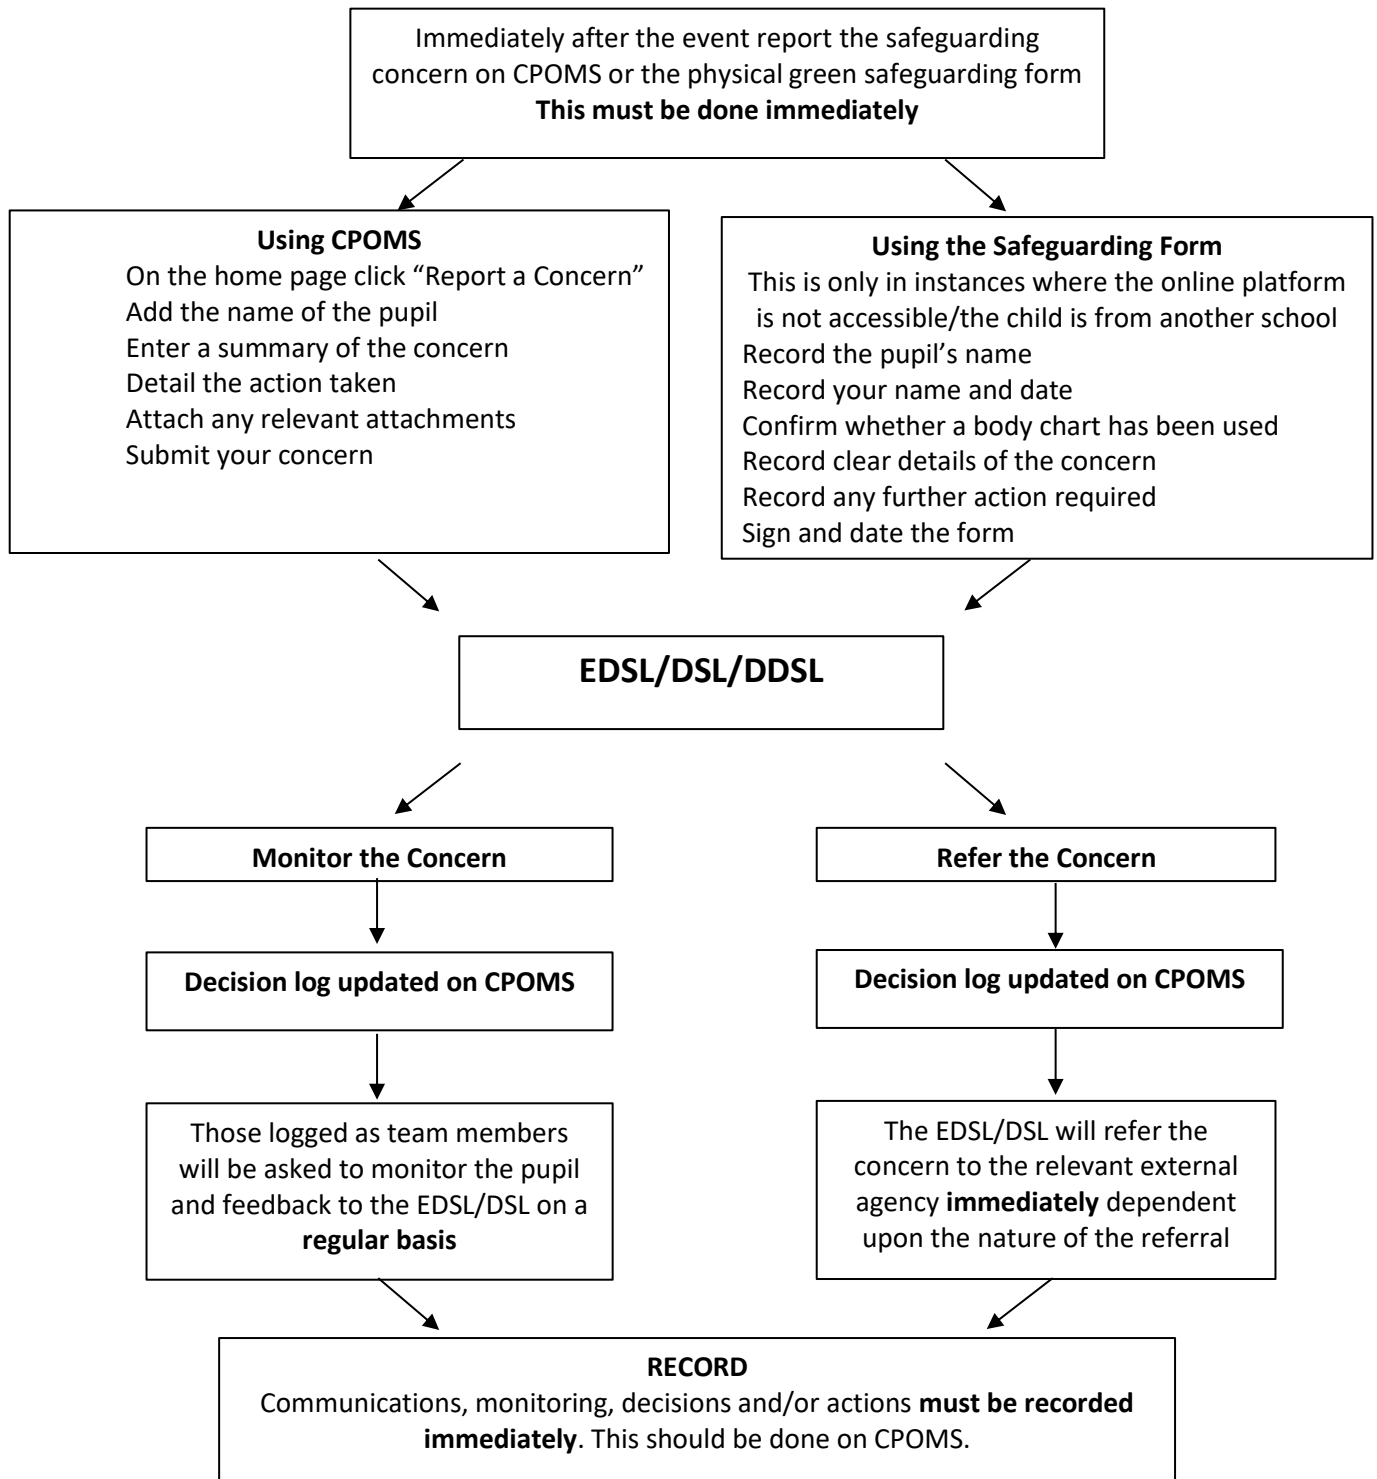 Immediately after the event report the safeguarding
concern on CPOMS or the physical green safeguarding form
This must be done immediately
Using CPOMS
On the home page click “Report a Concern”
Add the name of the pupil
Enter a summary of the concern
Detail the action taken
Attach any relevant attachments
Submit your concern
Using the Safeguarding Form
This is only in instances where the online platform
is not accessible/the child is from another school
Record the pupil’s name
Record your name and date
Confirm whether a body chart has been used
Record clear details of the concern
Record any further action required
Sign and date the form
EDSL/DSL/DDSL
Monitor the Concern
Refer the Concern
Decision log updated on CPOMS
Decision log updated on CPOMS
Those logged as team members
will be asked to monitor the pupil
and feedback to the EDSL/DSL on a
regular basis
The EDSL/DSL will refer the
concern to the relevant external
agency immediately dependent
upon the nature of the referral
RECORD
Communications, monitoring, decisions and/or actions must be recorded
immediately. This should be done on CPOMS.